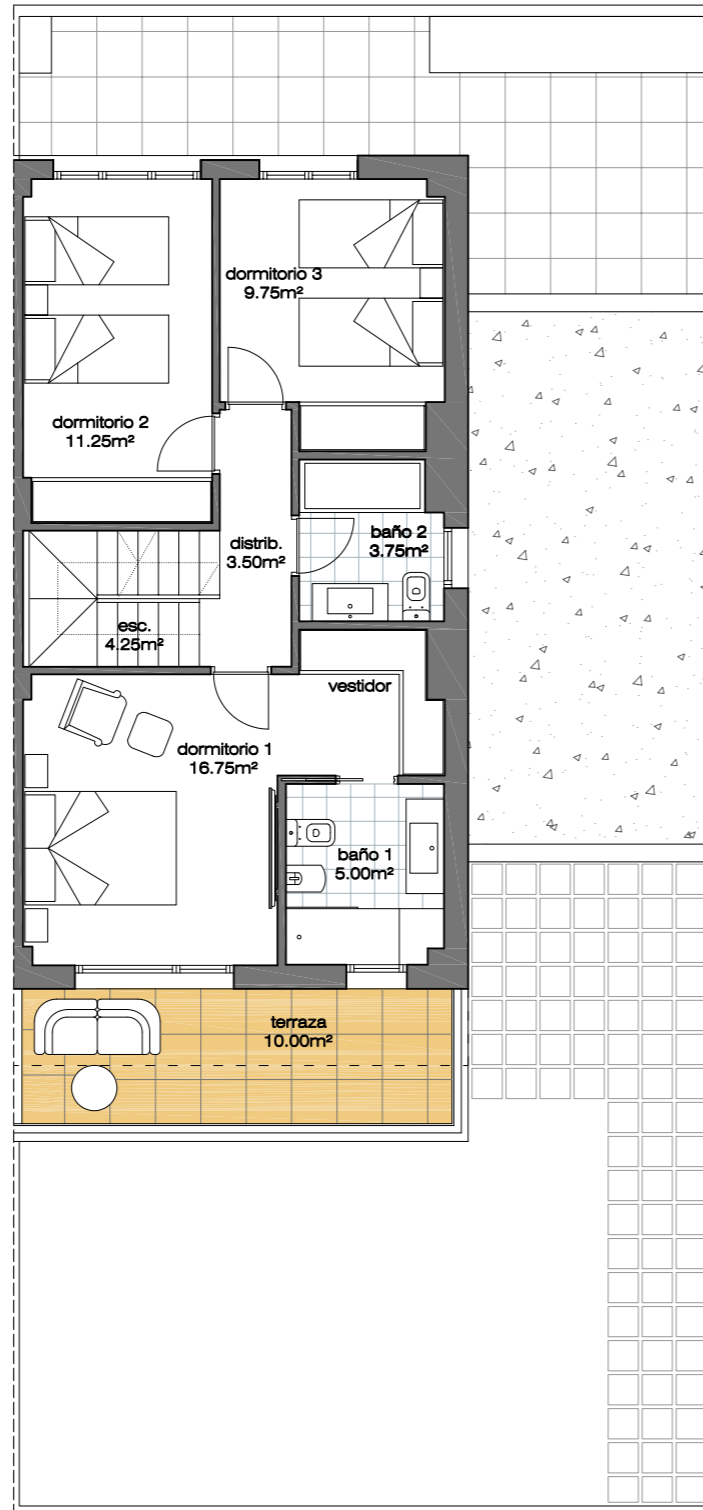 dormitorio 3
9.75m²
dormitorio 2
11.25m²
distrib.
3.50m²
baño 2
3.75m²
esc.
4.25m²
vestidor
dormitorio 1
16.75m²
baño 1
5.00m²
terraza
10.00m²